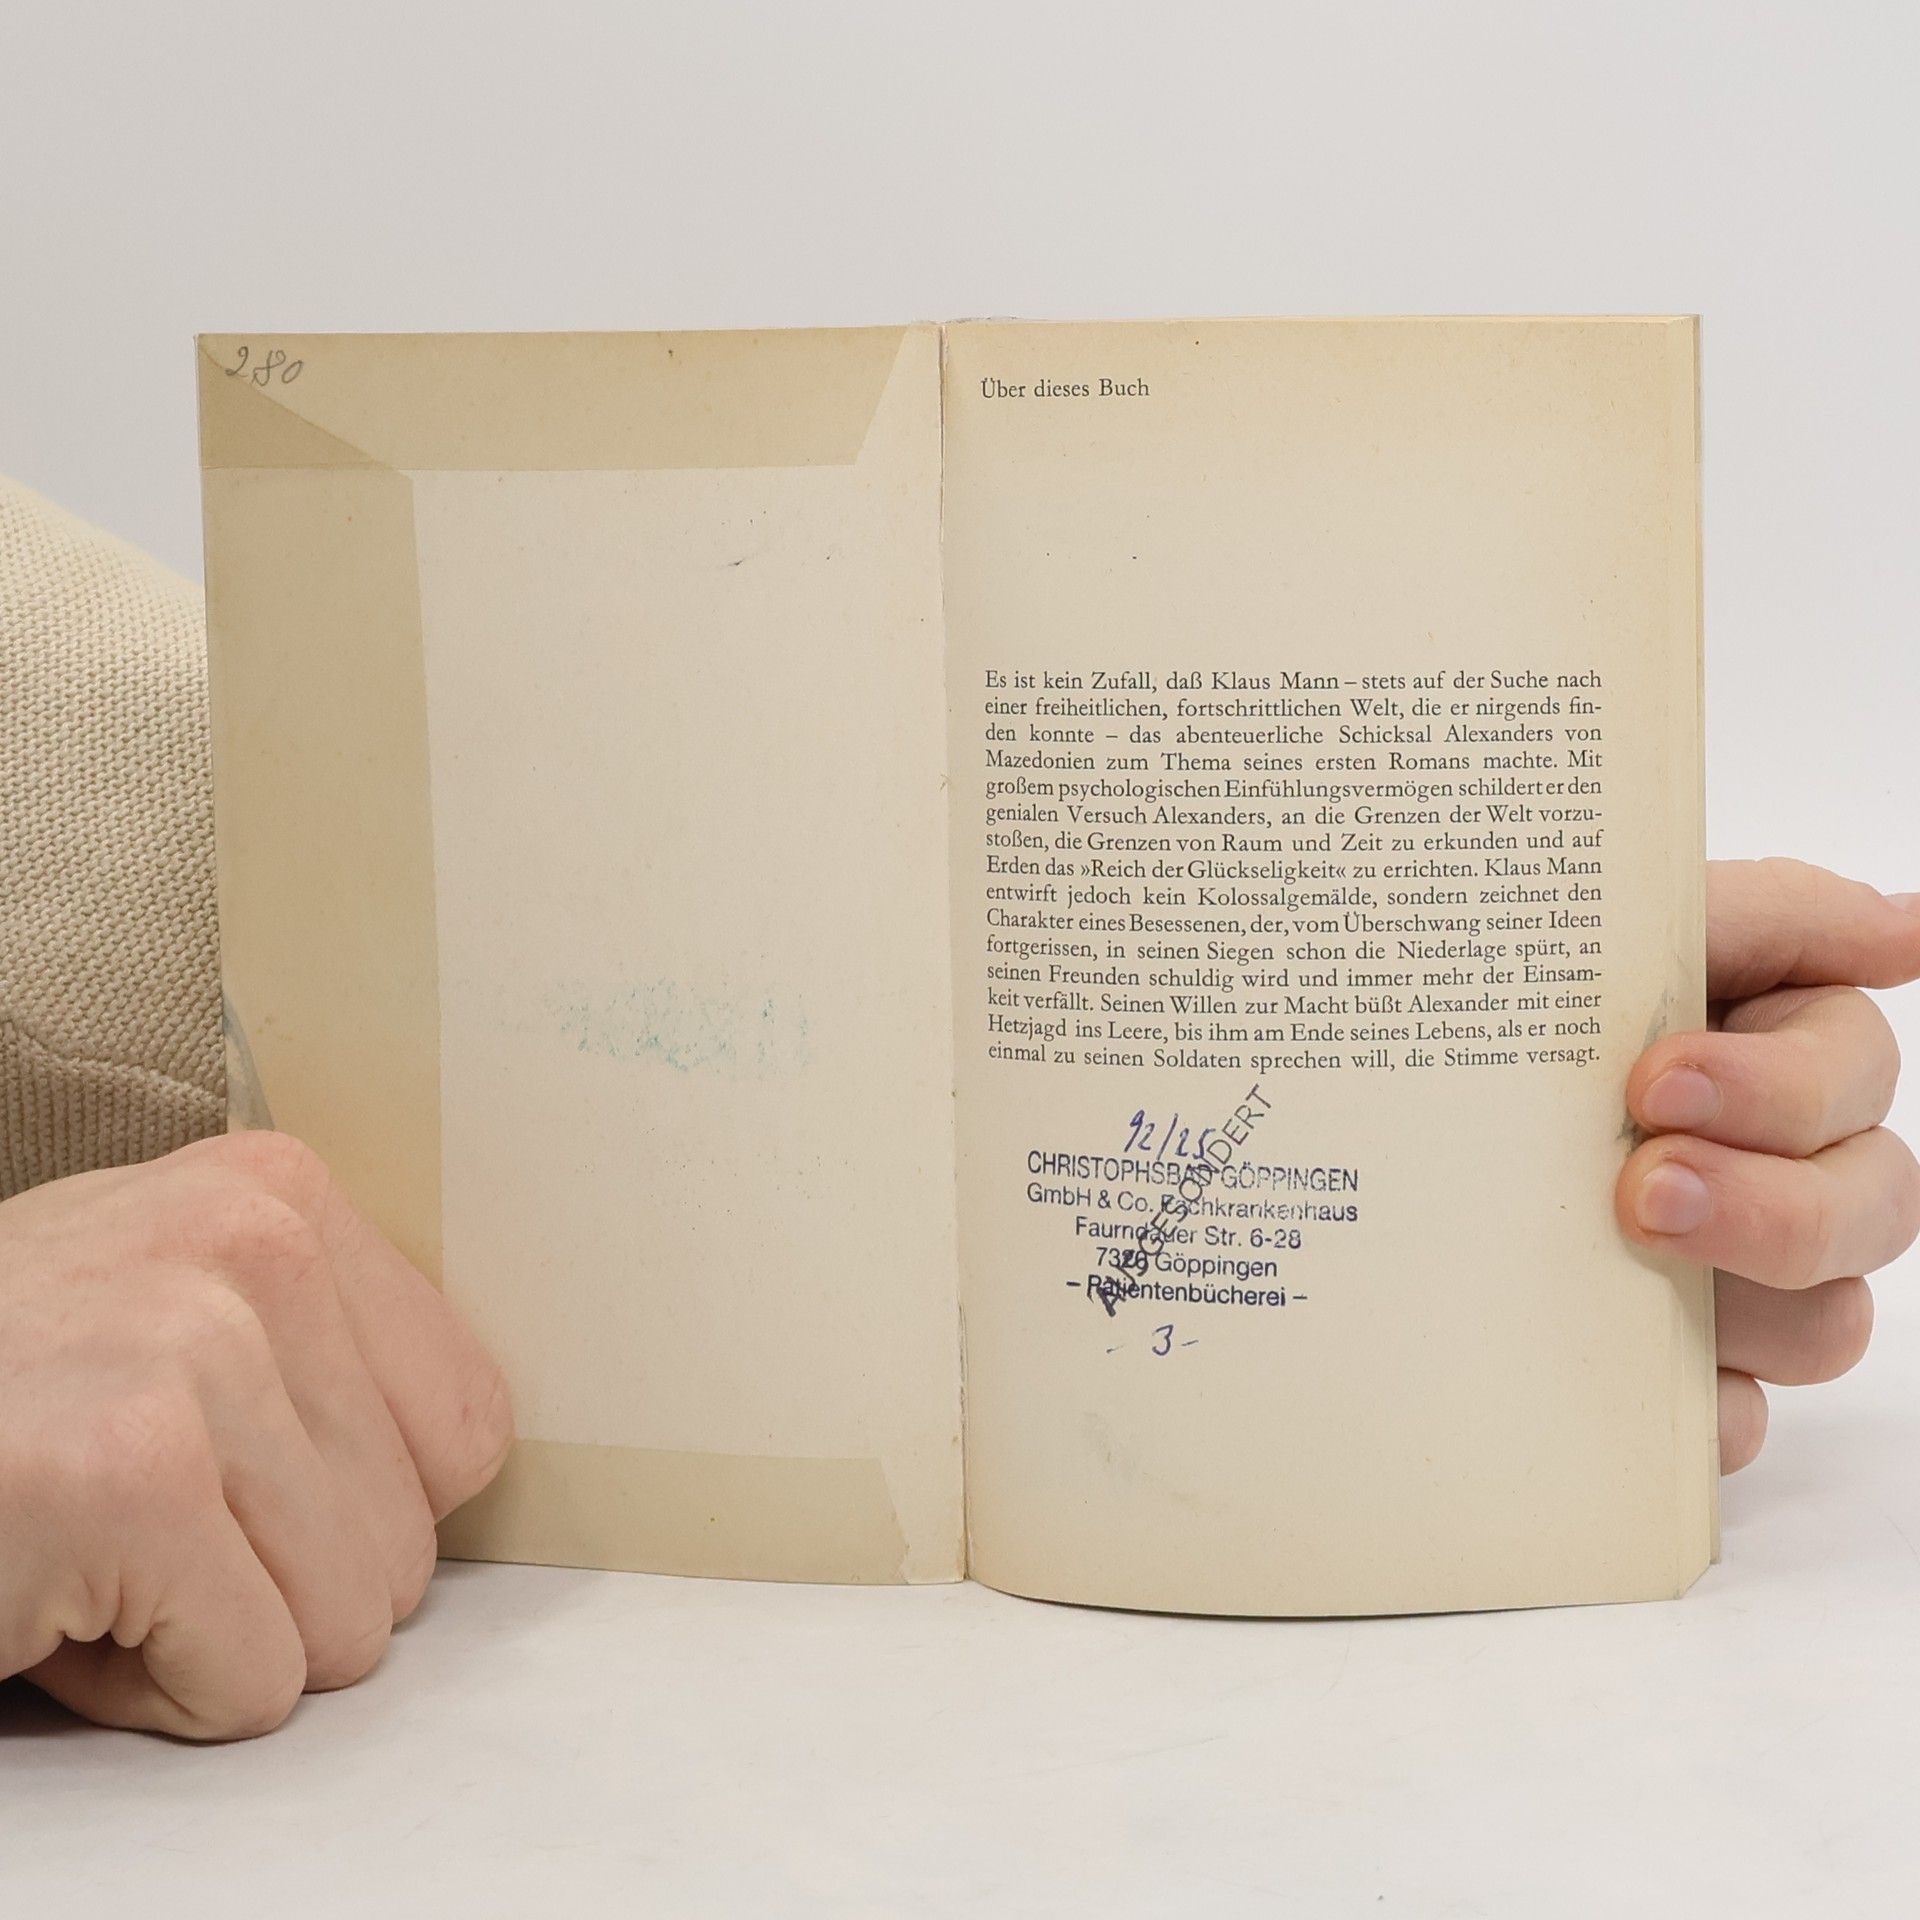 280
Über dieses Buch
Es ist kein Zufall, daß Klaus Mann – stets auf der Suche nach
einer freiheitlichen, fortschrittlichen Welt, die er nirgends fin-
den konnte – das abenteuerliche Schicksal Alexanders von
Mazedonien zum Thema seines ersten Romans machte. Mit
großem psychologischen Einfühlungsvermögen schildert er den
genialen Versuch Alexanders, an die Grenzen der Welt vorzu-
stoßen, die Grenzen von Raum und Zeit zu erkunden und auf
Erden das »Reich der Glückseligkeit« zu errichten. Klaus Mann
entwirft jedoch kein Kolossalgemälde, sondern zeichnet den
Charakter eines Besessenen, der, vom Überschwang seiner Ideen
fortgerissen, in seinen Siegen schon die Niederlage spürt, an
seinen Freunden schuldig wird und immer mehr der Einsam-
keit verfällt. Seinen Willen zur Macht büßt Alexander mit einer
Hetzjagd ins Leere, bis ihm am Ende seines Lebens, als er noch
einmal zu seinen Soldaten sprechen will, die Stimme versagt.
92/25
AUSGESONDERT
CHRISTOPHSBAD GÖPPINGEN
GmbH & Co. Fachkrankenhaus
Faurndauer Str. 6-28
Göppingen
– Patientenbücherei –
- 3 -